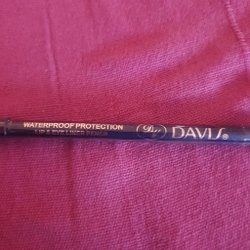 WATERPROOF PROTECTION
LIP & EYE LINER PENCIL
DAVIS®